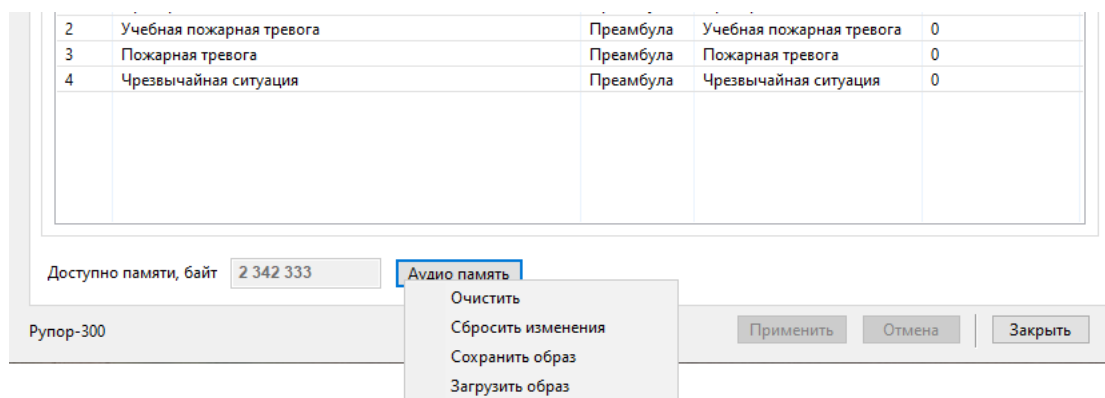 2 Учебная пожарная тревога Преамбула Учебная пожарная тревога 0
3 Пожарная тревога Преамбула Пожарная тревога 0
4 Чрезвычайная ситуация Преамбула Чрезвычайная ситуация 0
Доступно памяти, байт 2 342 333 Аудио память
Очистить
Рупор-300 Сбросить изменения Применить Отмена Закрыть
Сохранить образ
Загрузить образ